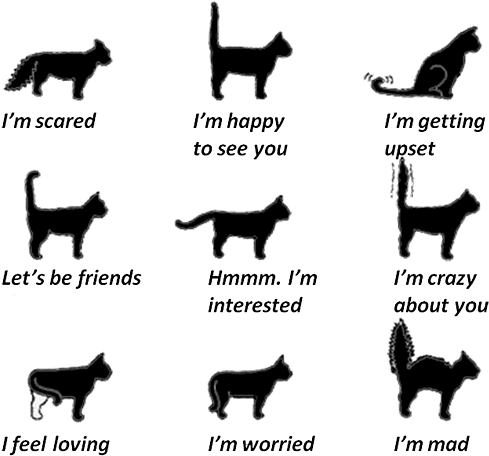 I'm scared
I'm happy
to see you
I'm getting
upset
Let's be friends
Hmmm. I'm
interested
I'm crazy
about you
I feel loving
I'm worried
I'm mad